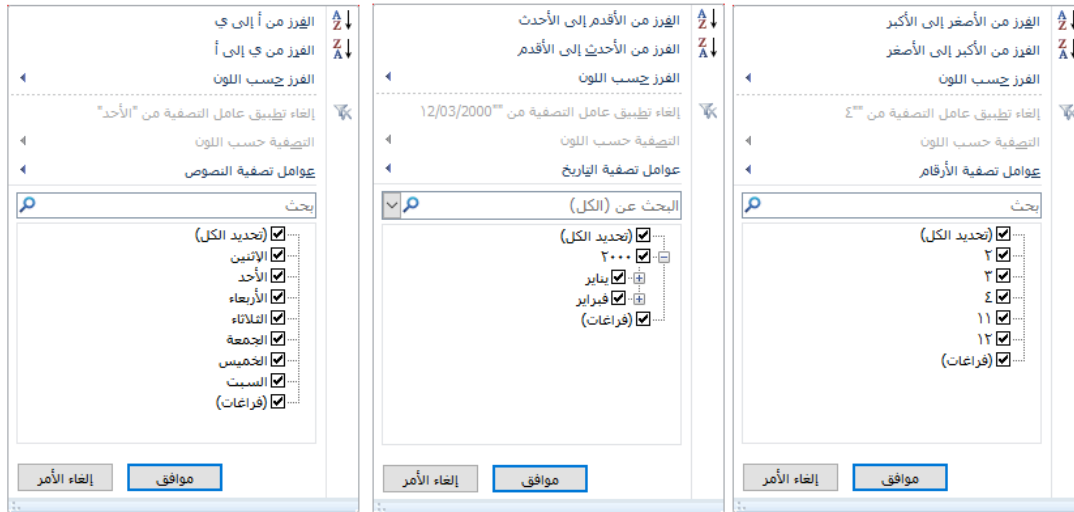 الفرز من الأصغر إلى الأكبر
الفرز من الأكبر إلى الأصغر
الفرز حسب اللون
إلغاء تطبيق عامل التصفية من ""٤
التصفية حسب اللون
عوامل تصفية الأرقام
بحث
(تحديد الكل)
٢
٣
٤
١١
١٢
(فراغات)
موافق
إلغاء الأمر
الفرز من الأقدم إلى الأحدث
الفرز من الأحدث إلى الأقدم
الفرز حسب اللون
إلغاء تطبيق عامل التصفية من ""12/03/2000
التصفية حسب اللون
عوامل تصفية التاريخ
البحث عن (الكل)
(تحديد الكل)
٢٠٠٠
يناير
فبراير
(فراغات)
موافق
إلغاء الأمر
الفرز من أ إلى ي
الفرز من ي إلى أ
الفرز حسب اللون
إلغاء تطبيق عامل التصفية من "الأحد"
التصفية حسب اللون
عوامل تصفية النصوص
بحث
(تحديد الكل)
الإثنين
الأحد
الأربعاء
الثلاثاء
الجمعة
الخميس
السبت
(فراغات)
موافق
إلغاء الأمر